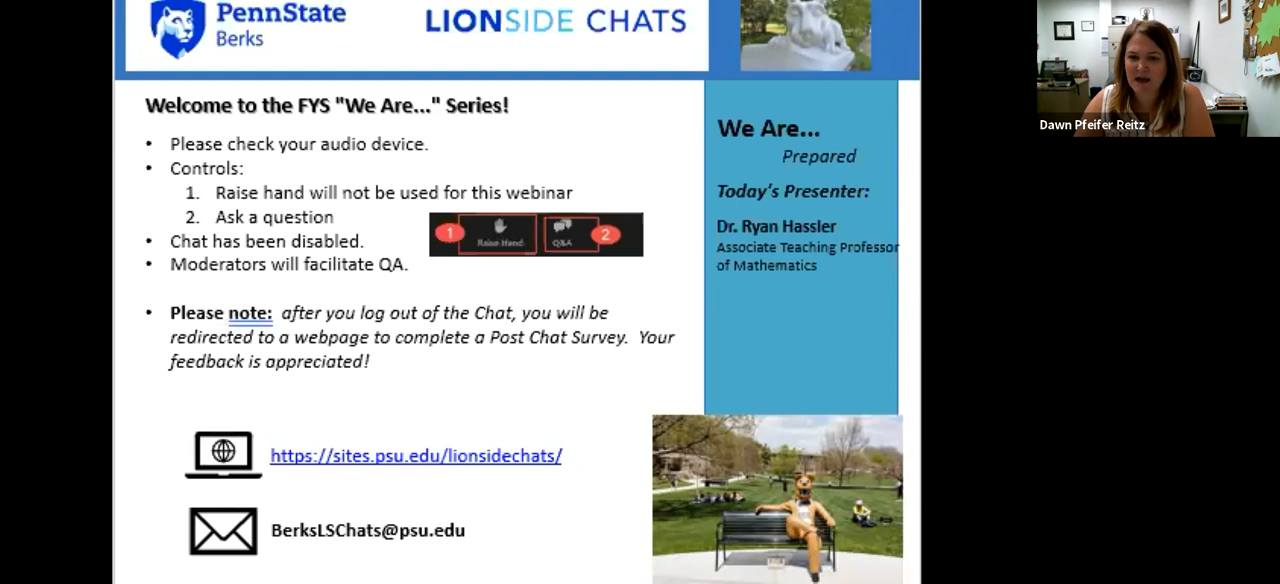 PennState
Berks
LIONSIDE CHATS
Welcome to the FYS "We Are..." Series!
• Please check your audio device.
• Controls:
1. Raise hand will not be used for this webinar
2. Ask a question
1 Raise Hand Q&A 2
• Chat has been disabled.
• Moderators will facilitate QA.
• Please note: after you log out of the Chat, you will be
redirected to a webpage to complete a Post Chat Survey. Your
feedback is appreciated!
https://sites.psu.edu/lionsidechats/
BerksLSChats@psu.edu
We Are...
Prepared
Today's Presenter:
Dr. Ryan Hassler
Associate Teaching Professor
of Mathematics
Dawn Pfeifer Reitz